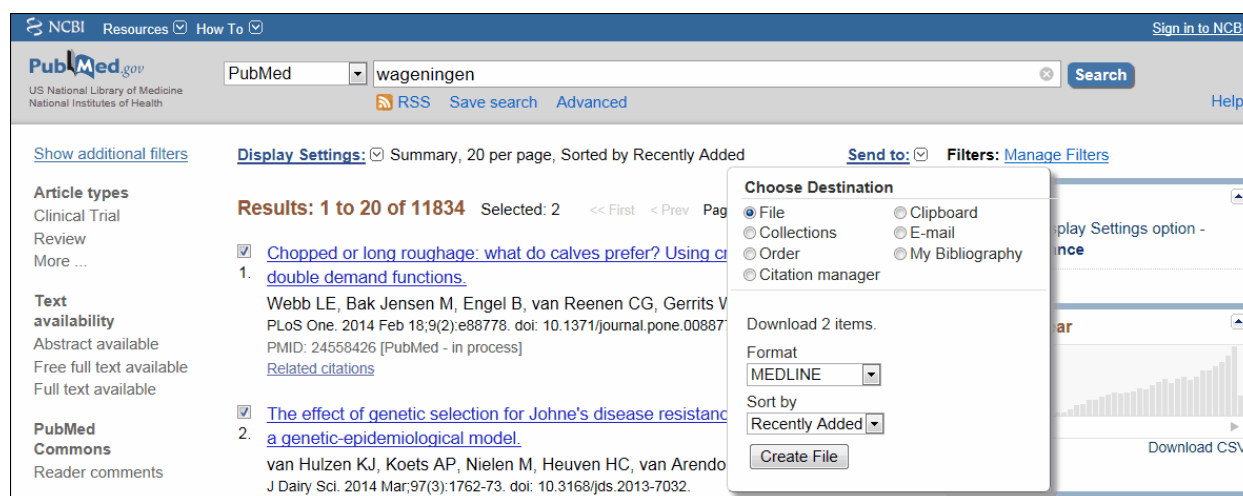 NCBI Resources How To Sign in to NCB
PubMed.gov
US National Library of Medicine
National Institutes of Health
PubMed wageningen Search
RSS Save search Advanced Help
Show additional filters
Article types
Clinical Trial
Review
More ...
Text
availability
Abstract available
Free full text available
Full text available
PubMed
Commons
Reader comments
Display Settings: Summary, 20 per page, Sorted by Recently Added Send to: Filters: Manage Filters
Results: 1 to 20 of 11834 Selected: 2 << First < Prev Pag
1. Chopped or long roughage: what do calves prefer? Using
double demand functions.
Webb LE, Bak Jensen M, Engel B, van Reenen CG, Gerrits
PLoS One. 2014 Feb 18;9(2):e88778. doi: 10.1371/journal.pone.00887
PMID: 24558426 [PubMed - in process]
Related citations
2. The effect of genetic selection for Johne's disease
a genetic-epidemiological model.
van Hulzen KJ, Koets AP, Nielen M, Heuven HC, van Arendo
J Dairy Sci. 2014 Mar;97(3):1762-73. doi: 10.3168/jds.2013-7032.
Choose Destination
File Clipboard
Collections E-mail
Order My Bibliography
Citation manager
Download 2 items.
Format
MEDLINE
Sort by
Recently Added
Create File
splay Settings option -
nce
ar
Download CSV